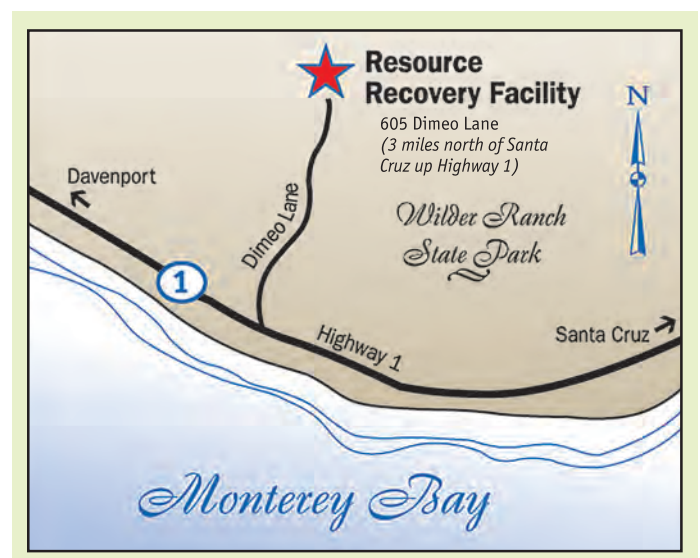 Resource
Recovery Facility
N
605 Dimeo Lane
(3 miles north of Santa
Cruz up Highway 1)
Davenport
Dimeo Lane
Wilder Ranch
State Park
1
Highway 1
Santa Cruz
Monterey Bay